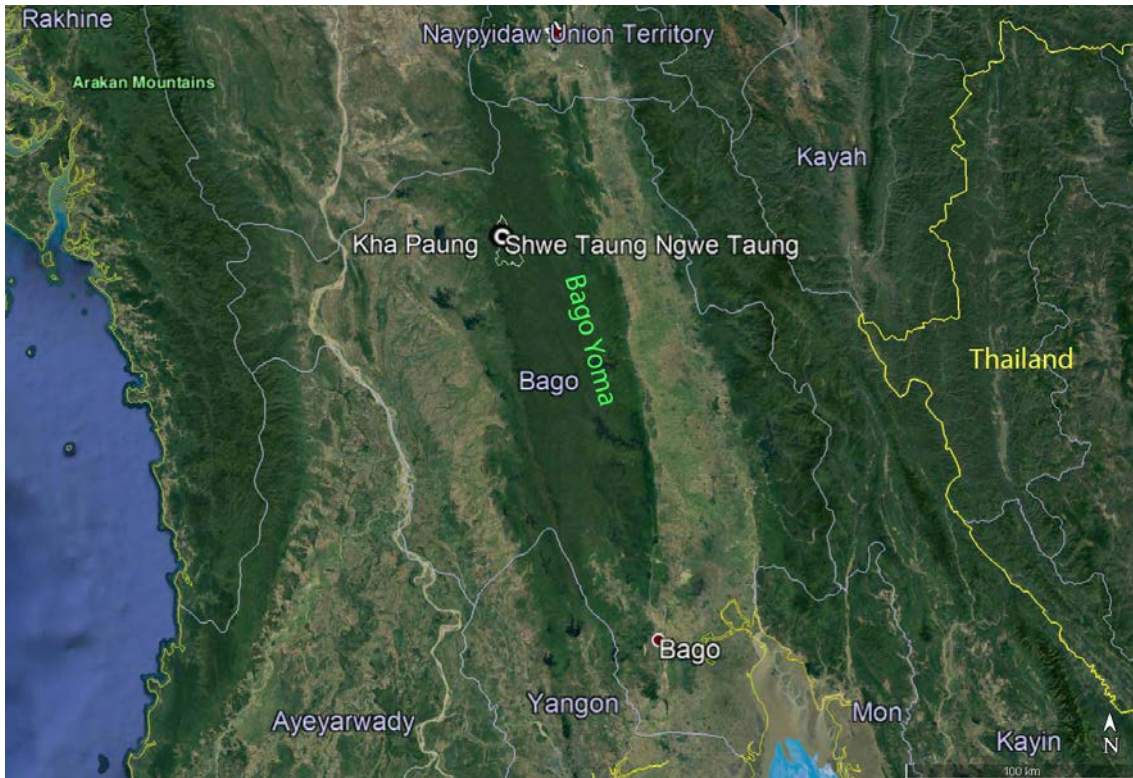 Rakhine
Naypyidaw Union Territory
Arakan Mountains
Kayah
Kha Paung
Shwe Taung Ngwe Taung
Bago Yoma
Thailand
Bago
Bago
Yangon
Ayeyarwady
Mon
Kayin
N
100 km